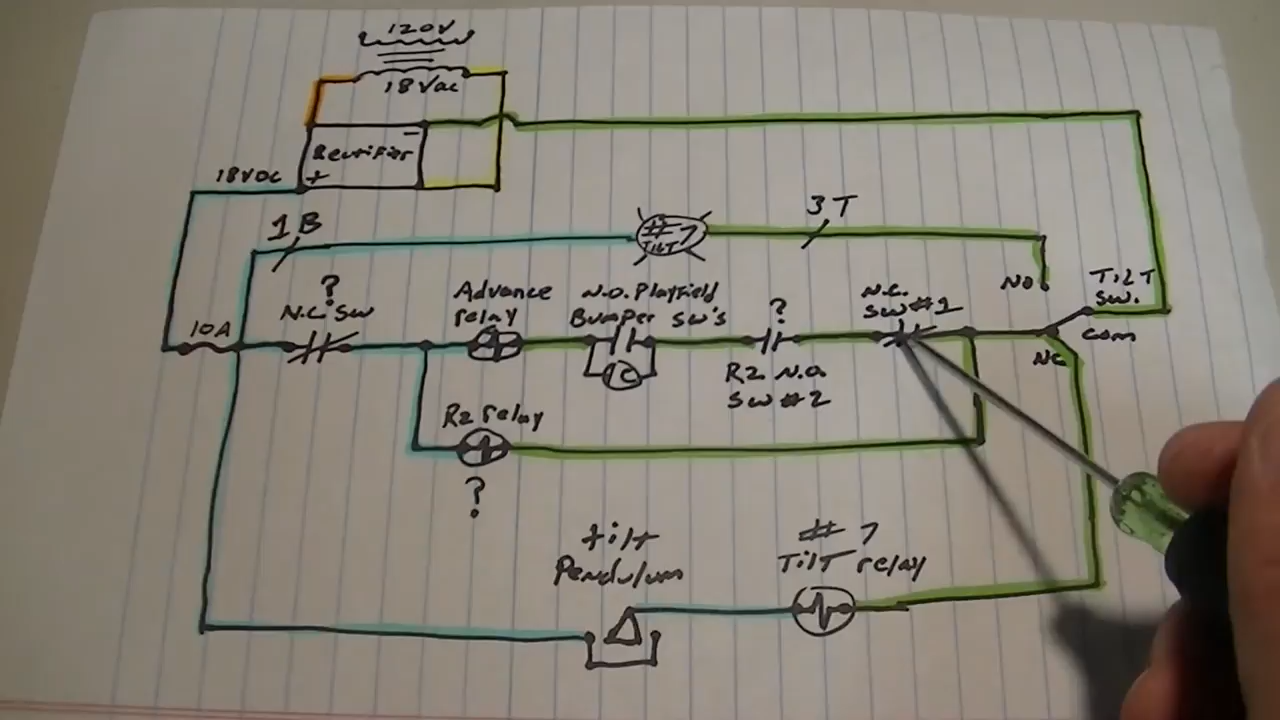 120V
18Vac
-
Rectifier
+
18VDC
1B
#7
TILT
3T
NO
TILT
SW.
com
NC
10A
?
N.C. SW
Advance
relay
N.O. Playfield
Bumper SW's
C
?
R2 N.O.
SW #2
N.C.
SW #1
R2 relay
?
tilt
Pendulum
# 7
TILT relay